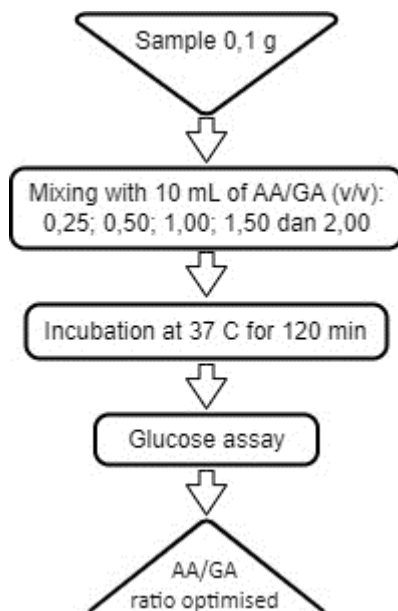 Sample 0,1 g
Mixing with 10 mL of AA/GA (v/v):
0,25; 0,50; 1,00; 1,50 dan 2,00
Incubation at 37 C for 120 min
Glucose assay
AA/GA
ratio optimised